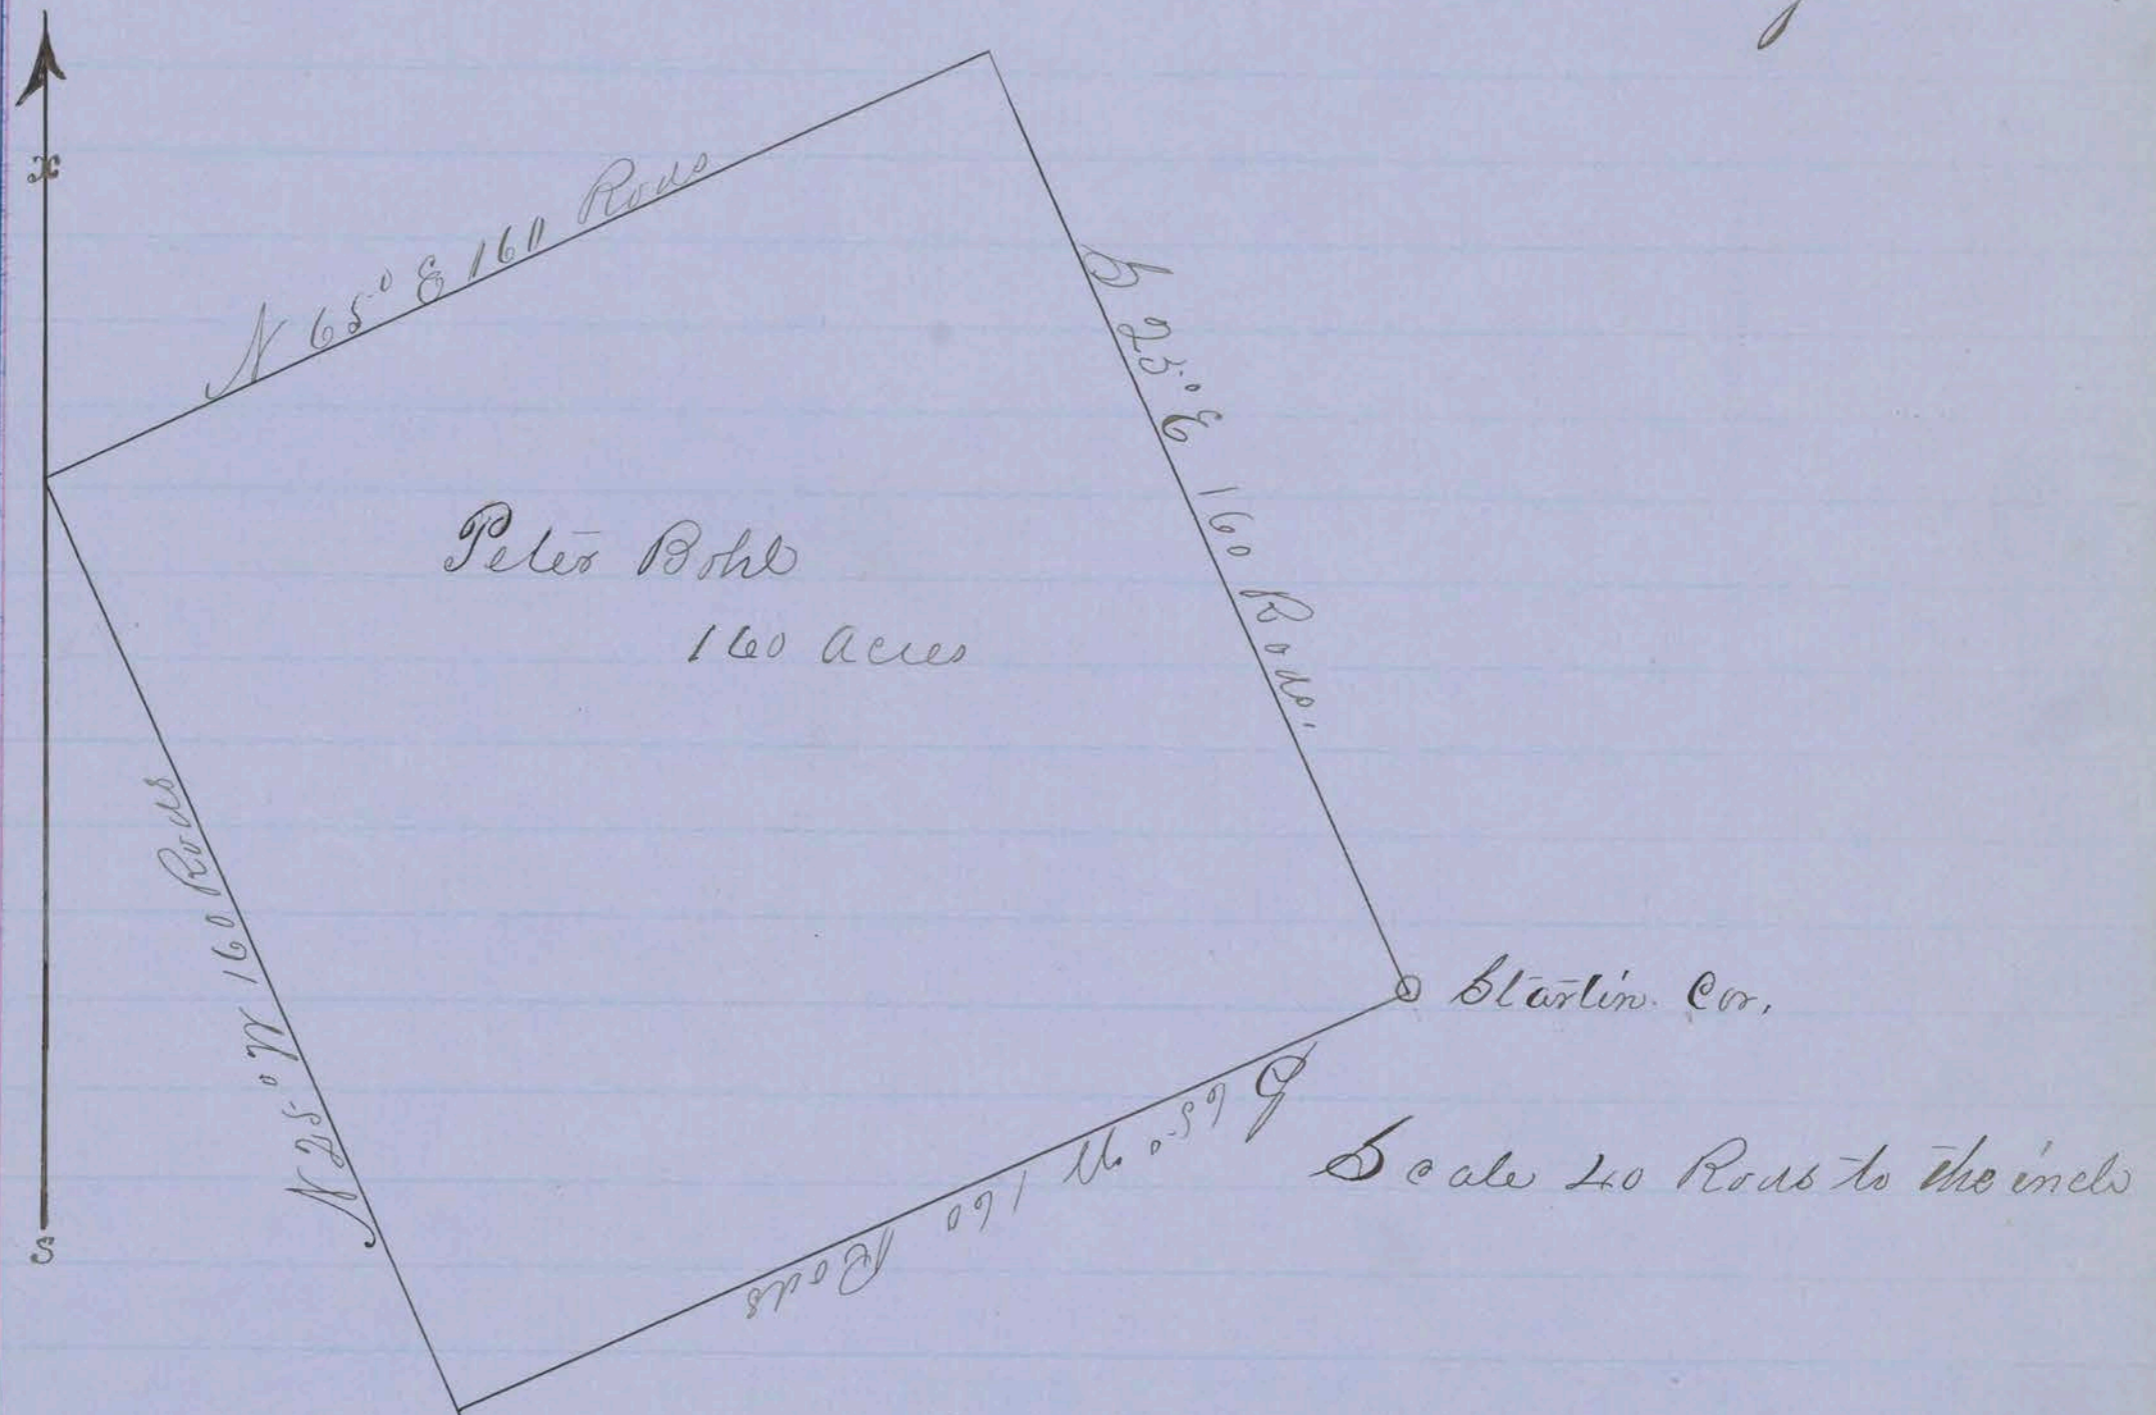 N 65° E 160 Rods
S 25° E 160 Rods.
Peter Bohl
160 acres
N 25° W 160 Rods
Startin. Cor.
S 65° W. 160 Rods
Scale 40 Rods to the inch
S